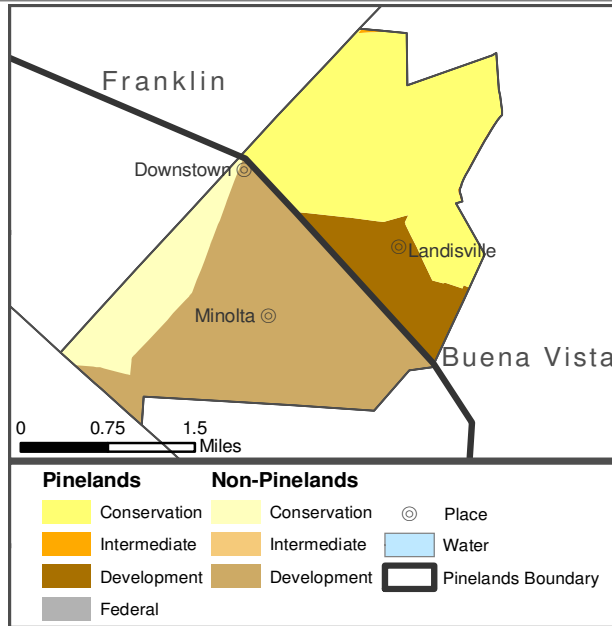 Franklin
Downstown
Landisville
Minolta
Buena Vista
0 0.75 1.5
Miles
Pinelands Non-Pinelands
Conservation Conservation Place
Intermediate Intermediate Water
Development Development Pinelands Boundary
Federal